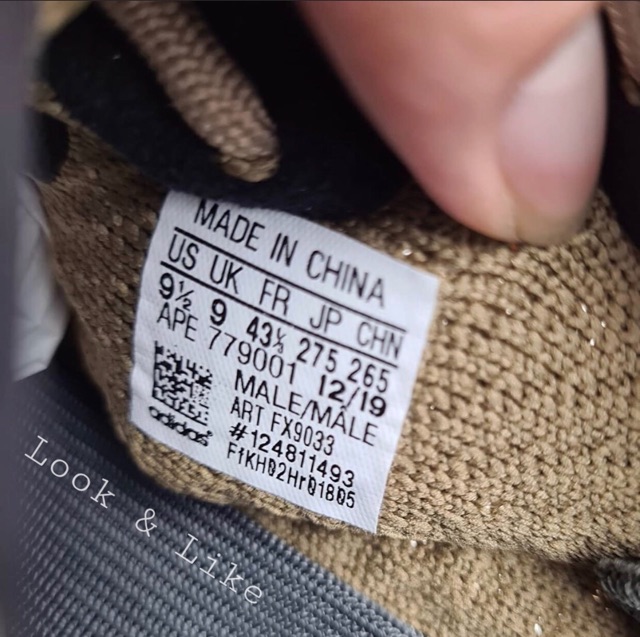 MADE IN CHINA
US UK FR JP CHN
9½ 9 43⅓ 275 265
APE 779001 12/19
MALE/MÂLE
ART FX9033
#124811493
F1KH02Hr01805
adidas
Look & Like